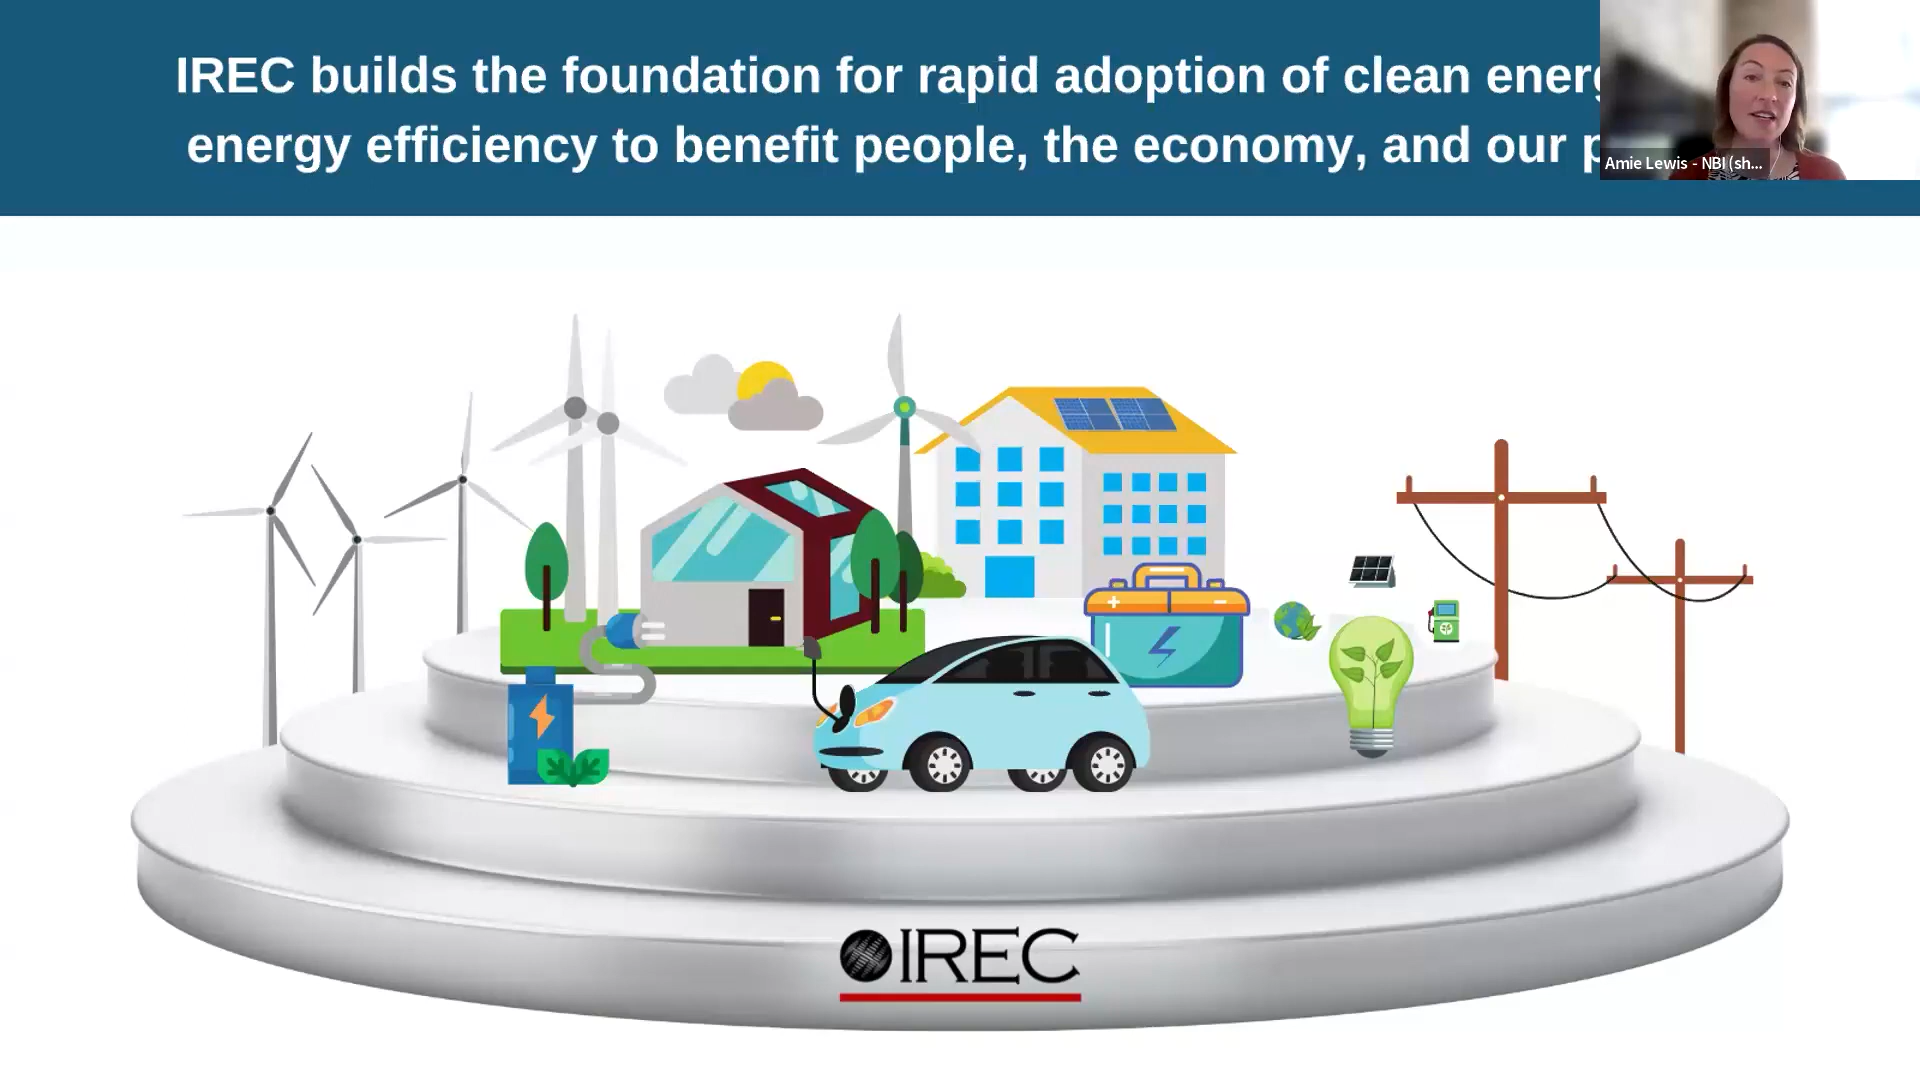 IREC builds the foundation for rapid adoption of clean
energy efficiency to benefit people, the economy, and our
Amie Lewis - NBI (sh...
IREC